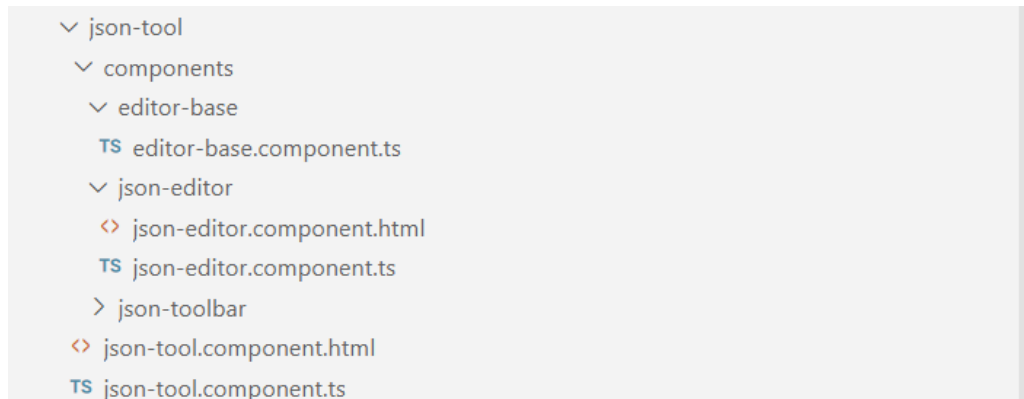 json-tool
components
editor-base
TS editor-base.component.ts
json-editor
<> json-editor.component.html
TS json-editor.component.ts
json-toolbar
<> json-tool.component.html
TS json-tool.component.ts